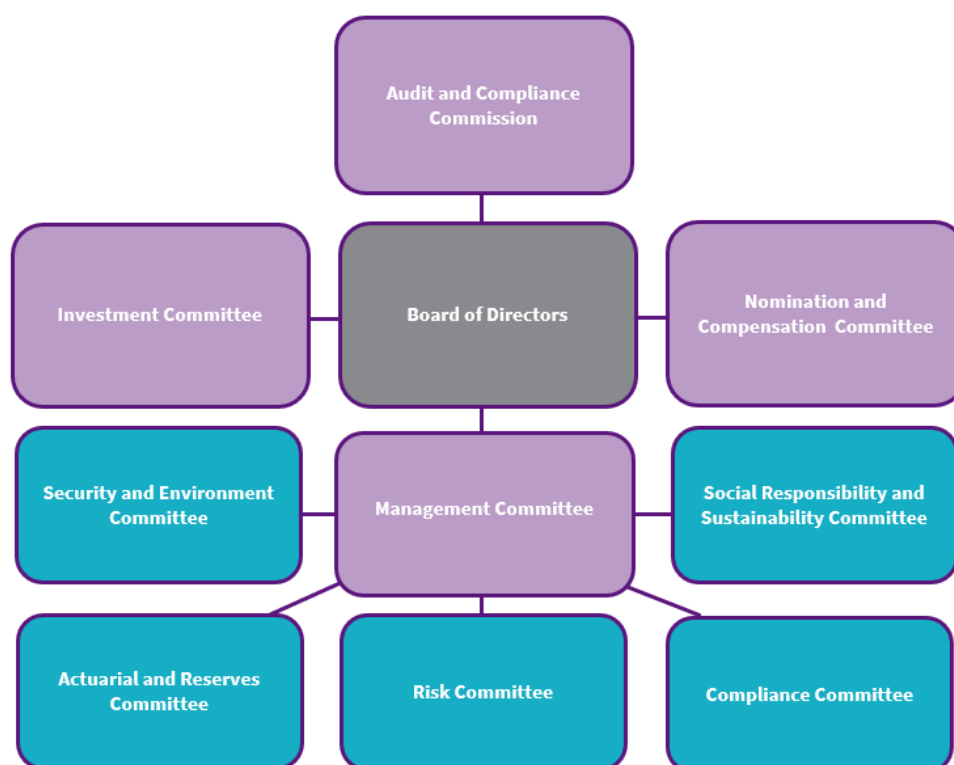 Audit and Compliance
Commission
Investment Committee
Board of Directors
Nomination and
Compensation Committee
Security and Environment
Committee
Management Committee
Social Responsibility and
Sustainability Committee
Actuarial and Reserves
Committee
Risk Committee
Compliance Committee